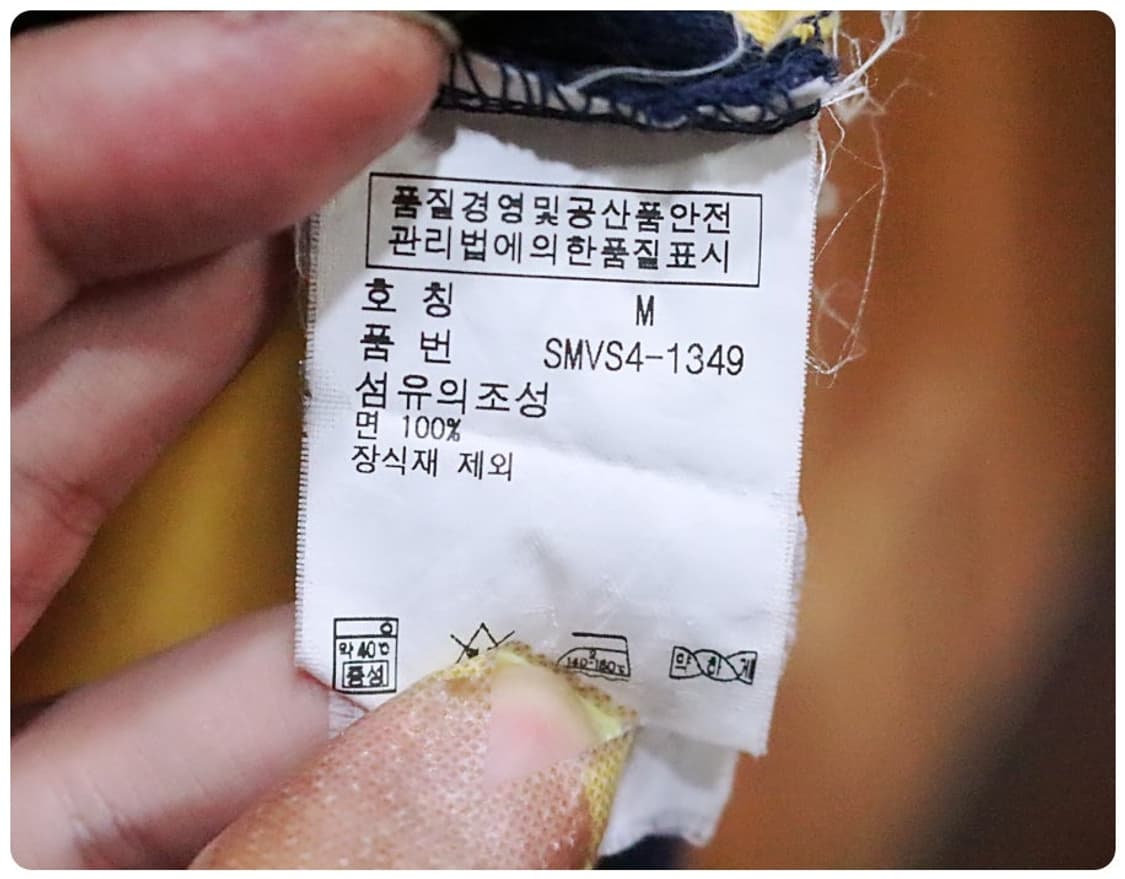 품질경영및공산품안전
관리법에의한품질표시
호 칭 M
품 번 SMVS4-1349
섬유의조성
면 100%
장식재 제외
약 40℃
중성
140~160℃
약하게